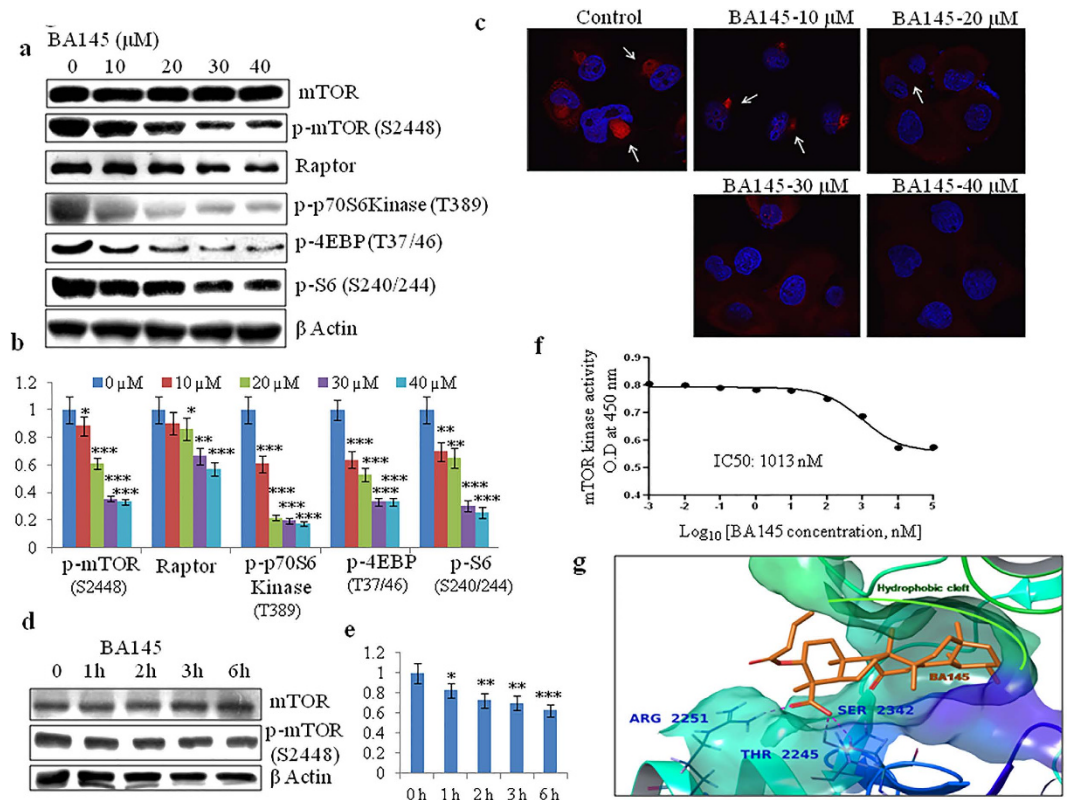 a
BA145 (µM)
0 10 20 30 40
mTOR
p-mTOR (S2448)
Raptor
p-p70S6Kinase (T389)
p-4EBP(T37/46)
p-S6 (S240/244)
β Actin
b
0 µM 10 µM 20 µM 30 µM 40 µM
1.2
1
0.8
0.6
0.4
0.2
0
* *** *** ***
* ** ***
*** *** *** ***
*** *** *** ***
** ** *** ***
p-mTOR Raptor p-p70S6 p-4EBP p-S6
(S2448) Kinase (T37/46) (S240/244)
(T389)
c
Control BA145-10 µM BA145-20 µM
BA145-30 µM BA145-40 µM
d
BA145
0 1h 2h 3h 6h
mTOR
p-mTOR
(S2448)
β Actin
e
1.2
1
0.8
0.6
0.4
0.2
0
* ** ** ***
0 h 1 h 2 h 3 h 6 h
f
mTOR kinase activity
O.D at 450 nm
0.9
0.8
0.7
0.6
0.5
0.4
IC50: 1013 nM
-3 -2 -1 0 1 2 3 4 5
Log10 [BA145 concentration, nM]
g
Hydrophobic cleft
BA145
ARG 2251
SER 2342
THR 2245